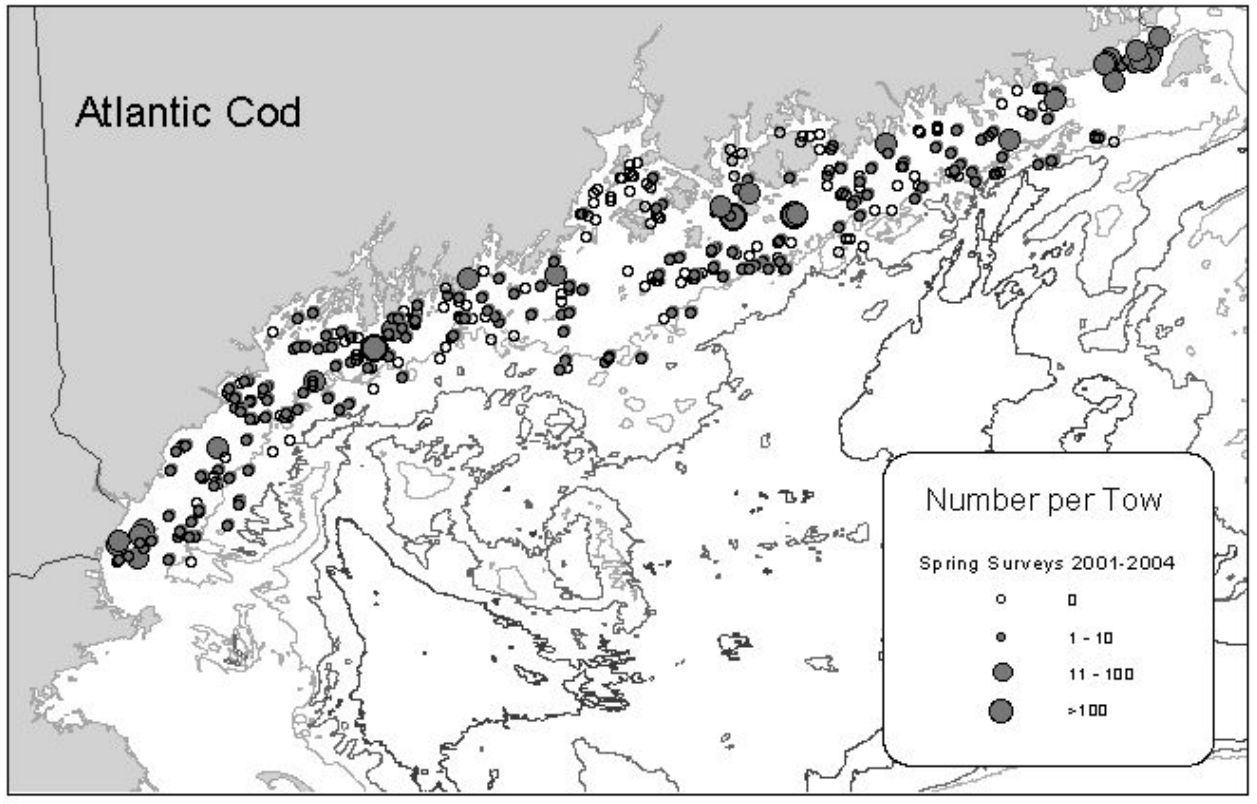 Atlantic Cod
Number per Tow
Spring Surveys 2001-2004
0
1 - 10
11 - 100
>100